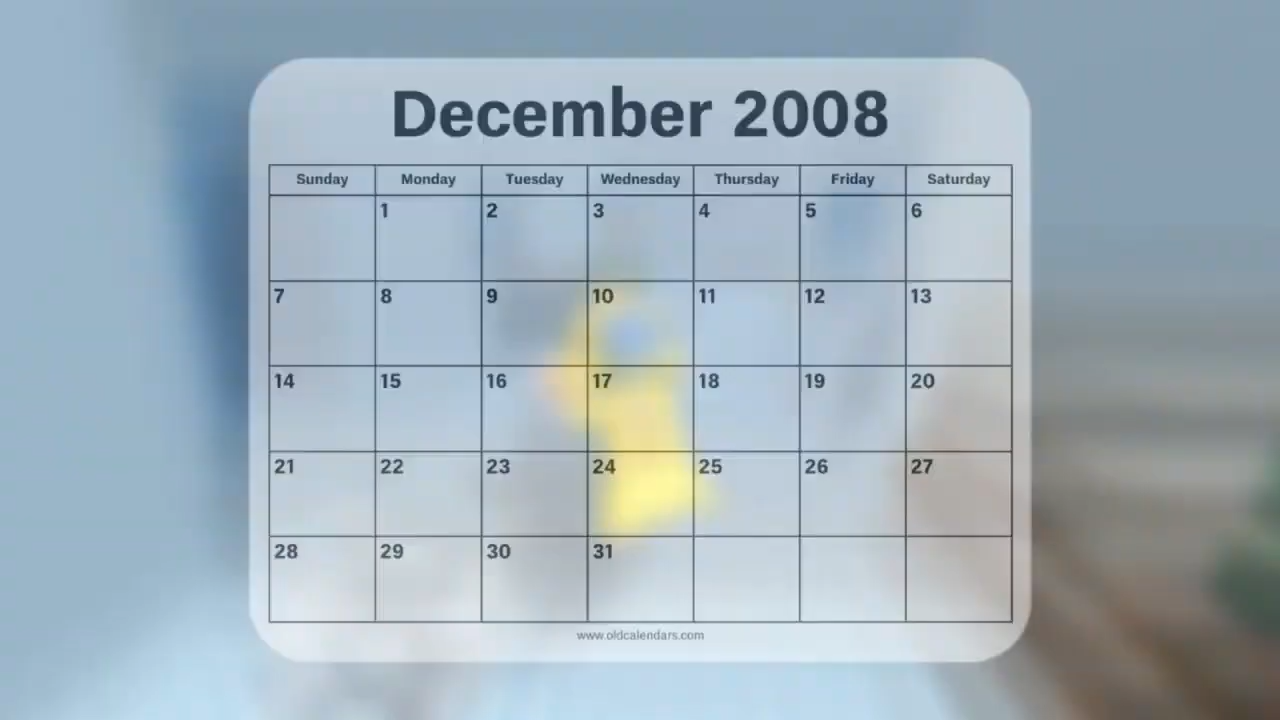 December 2008
Sunday Monday Tuesday Wednesday Thursday Friday Saturday
1 2 3 4 5 6
7 8 9 10 11 12 13
14 15 16 17 18 19 20
21 22 23 24 25 26 27
28 29 30 31
www.oldcalendars.com